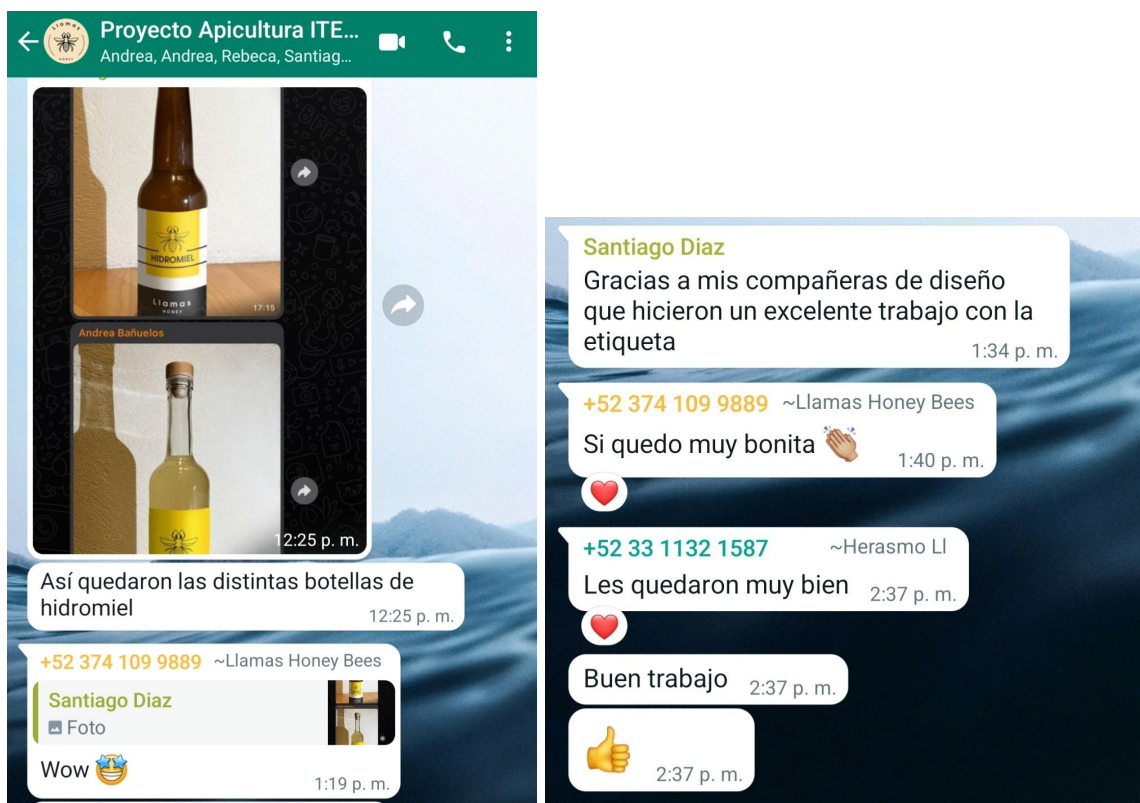 Proyecto Apicultura ITE...
Andrea, Andrea, Rebeca, Santiag...
Llamas
HONEY
HIDROMIEL
Llamas
HONEY
17:15
Andrea Bañuelos
12:25 p. m.
Así quedaron las distintas botellas de
hidromiel
12:25 p. m.
+52 374 109 9889 ~Llamas Honey Bees
Santiago Diaz
Foto
Wow 🤩
1:19 p. m.
Santiago Diaz
Gracias a mis compañeras de diseño
que hicieron un excelente trabajo con la
etiqueta
1:34 p. m.
+52 374 109 9889 ~Llamas Honey Bees
Si quedo muy bonita 👏
1:40 p. m.
❤️
+52 33 1132 1587 ~Herasmo Ll
Les quedaron muy bien 2:37 p. m.
❤️
Buen trabajo 2:37 p. m.
👍
2:37 p. m.